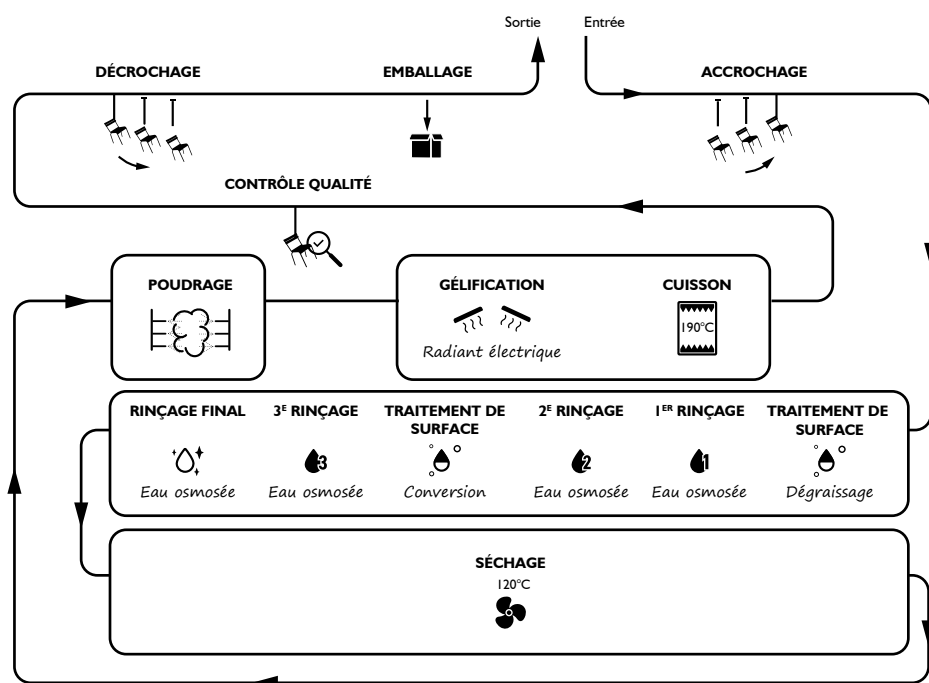 Sortie Entrée
DÉCROCHAGE EMBALLAGE ACCROCHAGE
CONTRÔLE QUALITÉ
POUDRAGE GÉLIFICATION CUISSON
190°C
Radiant électrique
RINÇAGE FINAL 3E RINÇAGE TRAITEMENT DE SURFACE 2E RINÇAGE 1ER RINÇAGE TRAITEMENT DE SURFACE
3 2 1
Eau osmosée Eau osmosée Conversion Eau osmosée Eau osmosée Dégraissage
SÉCHAGE
120°C